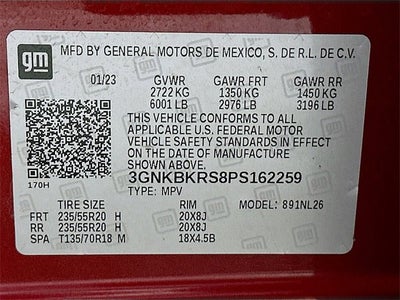 gm MFD BY GENERAL MOTORS DE MEXICO, S. DE R.L. DE C.V.
01/23 GVWR GAWR FRT GAWR RR
2722 KG 1350 KG 1450 KG
6001 LB 2976 LB 3196 LB
THIS VEHICLE CONFORMS TO ALL
APPLICABLE U.S. FEDERAL MOTOR
VEHICLE SAFETY STANDARDS IN
EFFECT ON THE DATE OF MANUFACTURE
SHOWN ABOVE.
170H 3GNKBKRS8PS162259
TYPE: MPV
TIRE SIZE RIM MODEL: 891NL26
FRT 235/55R20 H 20X8J
RR 235/55R20 H 20X8J
SPA T135/70R18 M 18X4.5B